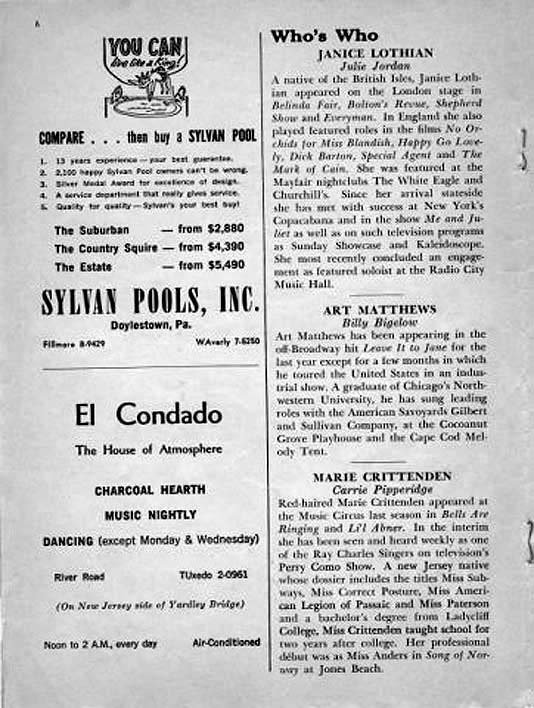 A
YOU CAN
live like a King!
COMPARE . . . then buy a SYLVAN POOL
1. 13 years experience — your best guarantee.
2. 2,100 happy Sylvan Pool owners can't be wrong.
3. Silver Medal Award for excellence of design.
4. A service department that really gives service.
5. Quality for quality — Sylvan's your best buy!
The Suburban — from $2,880
The Country Squire — from $4,390
The Estate — from $5,490
SYLVAN POOLS, INC.
Doylestown, Pa.
Fillmore 8-9429 WAverly 7-5250
El Condado
The House of Atmosphere
CHARCOAL HEARTH
MUSIC NIGHTLY
DANCING (except Monday & Wednesday)
River Road TUxedo 2-0961
(On New Jersey side of Yardley Bridge)
Noon to 2 A.M., every day Air-Conditioned
Who's Who
JANICE LOTHIAN
Julie Jordan
A native of the British Isles, Janice Loth-
ian appeared on the London stage in
Belinda Fair, Bolton's Revue, Shepherd
Show and Everyman. In England she also
played featured roles in the films No Or-
chids for Miss Blandish, Happy Go Love-
ly, Dick Barton, Special Agent and The
Mark of Cain. She was featured at the
Mayfair nightclubs The White Eagle and
Churchill's. Since her arrival stateside
she has met with success at New York's
Copacabana and in the show Me and Ju-
liet as well as on such television programs
as Sunday Showcase and Kaleidoscope.
She most recently concluded an engage-
ment as featured soloist at the Radio City
Music Hall.
ART MATTHEWS
Billy Bigelow
Art Matthews has been appearing in the
off-Broadway hit Leave It to Jane for the
last year except for a few months in which
he toured the United States in an indus-
trial show. A graduate of Chicago's North-
western University, he has sung leading
roles with the American Savoyards Gilbert
and Sullivan Company, at the Cocoanut
Grove Playhouse and the Cape Cod Mel-
ody Tent.
MARIE CRITTENDEN
Carrie Pipperidge
Red-haired Marie Crittenden appeared at
the Music Circus last season in Bells Are
Ringing and Li'l Abner. In the interim
she has been seen and heard weekly as one
of the Ray Charles Singers on television's
Perry Como Show. A new Jersey native
whose dossier includes the titles Miss Sub-
ways, Miss Correct Posture, Miss Ameri-
can Legion of Passaic and Miss Paterson
and a bachelor's degree from Ladycliff
College, Miss Crittenden taught school for
two years after college. Her professional
début was as Miss Anders in Song of Nor-
way at Jones Beach.